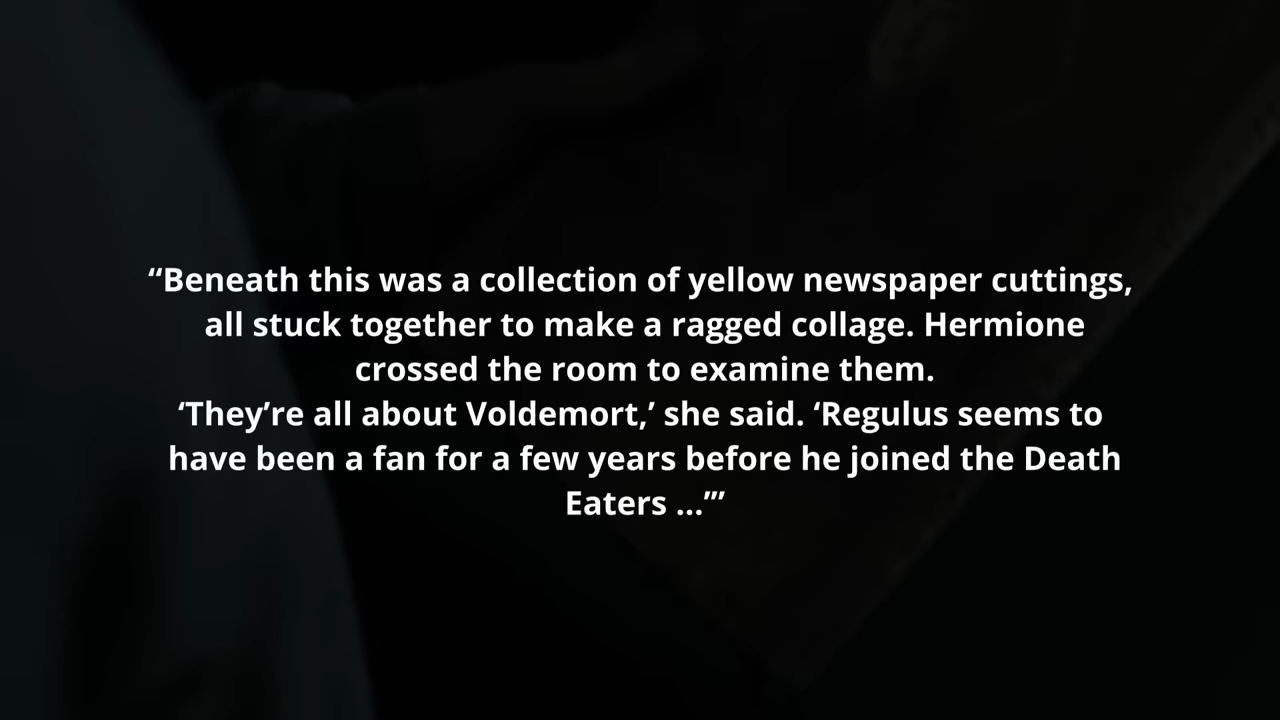 “Beneath this was a collection of yellow newspaper cuttings,
all stuck together to make a ragged collage. Hermione
crossed the room to examine them.
‘They’re all about Voldemort,’ she said. ‘Regulus seems to
have been a fan for a few years before he joined the Death
Eaters ...’”